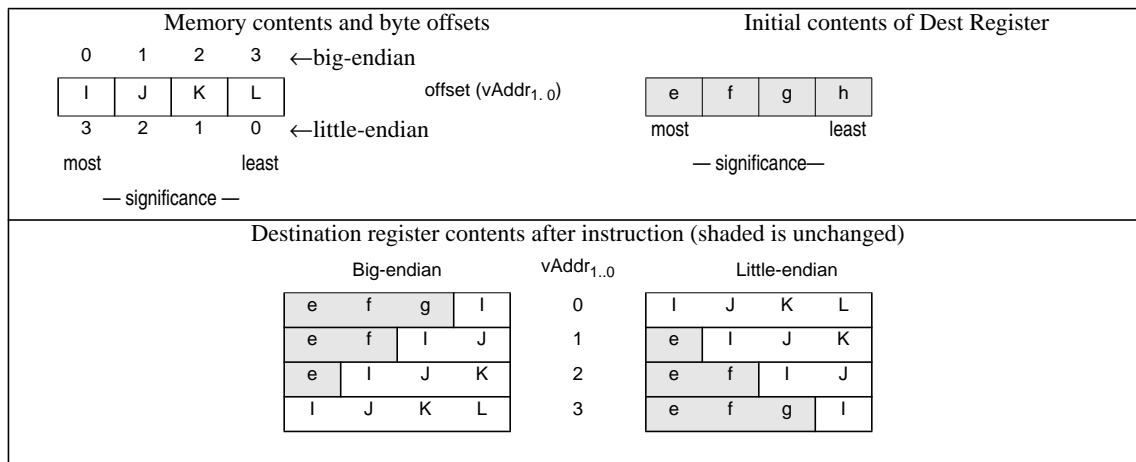 Memory contents and byte offsets
Initial contents of Dest Register
0 1 2 3 ←big-endian
I J K L
offset (vAddr1. 0)
e f g h
3 2 1 0 ←little-endian
most least
most least
— significance —
— significance—
Destination register contents after instruction (shaded is unchanged)
Big-endian vAddr1..0 Little-endian
e f g I 0 I J K L
e f I J 1 e I J K
e I J K 2 e f I J
I J K L 3 e f g I